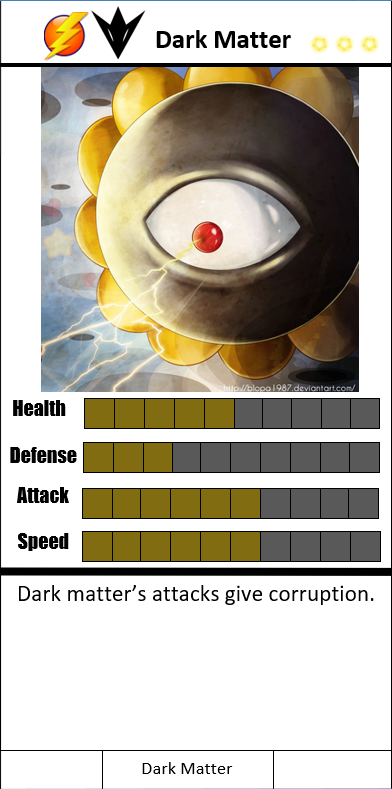 Dark Matter
http://blopa1987.deviantart.com/
Health
Defense
Attack
Speed
Dark matter’s attacks give corruption.
Dark Matter